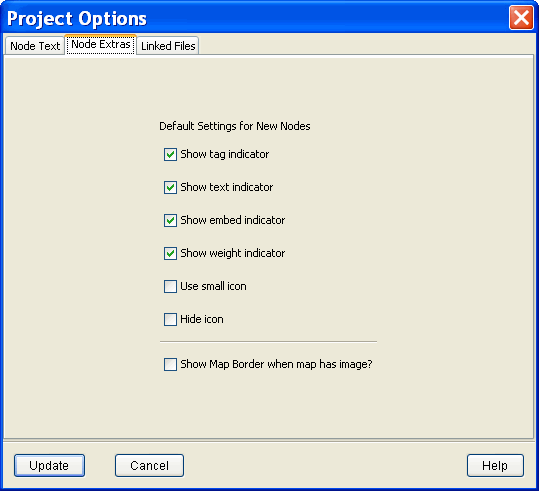 Project Options
Node Text
Node Extras
Linked Files
Default Settings for New Nodes
Show tag indicator
Show text indicator
Show embed indicator
Show weight indicator
Use small icon
Hide icon
Show Map Border when map has image?
Update
Cancel
Help